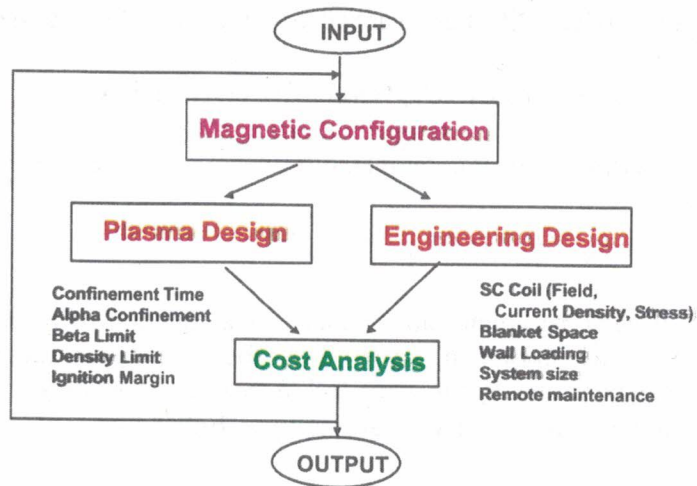 INPUT
Magnetic Configuration
Plasma Design
Engineering Design
Confinement Time
Alpha Confinement
Beta Limit
Density Limit
Ignition Margin
SC Coil (Field,
Current Density, Stress)
Blanket Space
Wall Loading
System size
Remote maintenance
Cost Analysis
OUTPUT